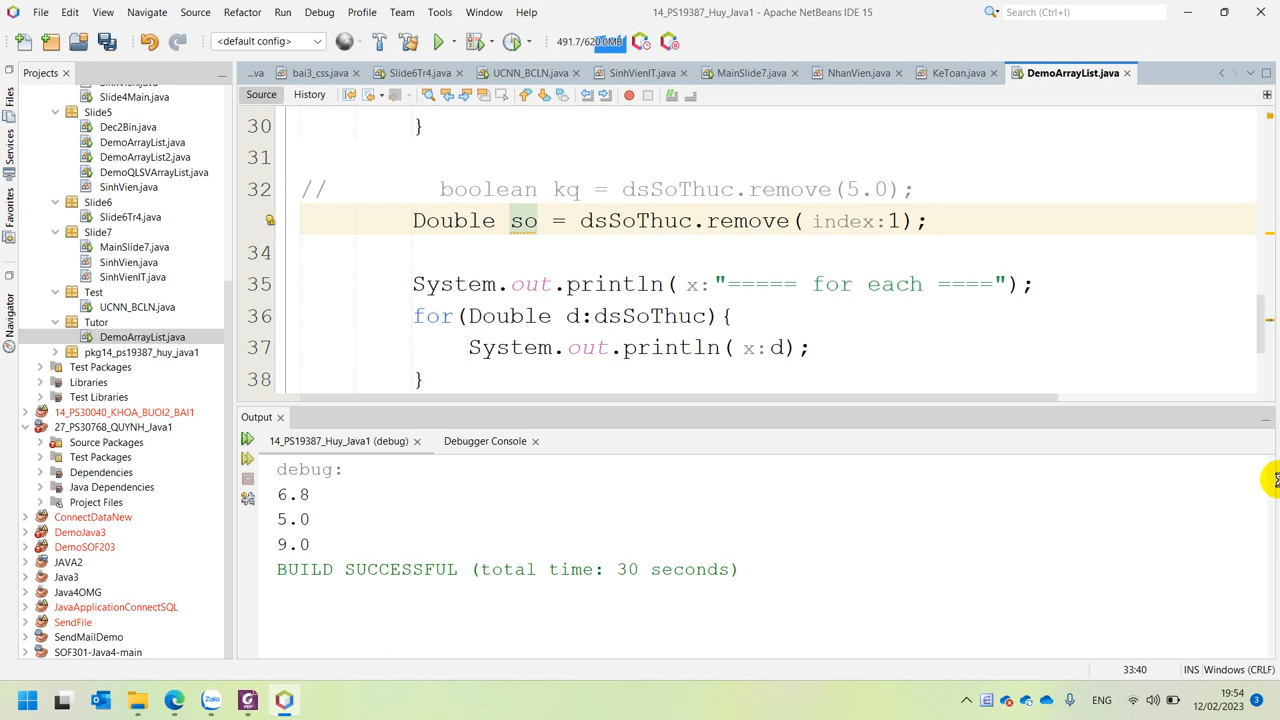 File Edit View Navigate Source Refactor Run Debug Profile Team Tools Window Help 14_PS19387_Huy_Java1 - Apache NetBeans IDE 15 Search (Ctrl+I)
<default config> 491.7/620.0MB
Projects ...va bai3_css.java Slide6Tr4.java UCNN_BCLN.java SinhVienIT.java MainSlide7.java NhanVien.java KeToan.java DemoArrayList.java
Source History
Files
Services
Favorites
Navigator
Slide4Main.java
Slide5
Dec2Bin.java
DemoArrayList.java
DemoArrayList2.java
DemoQLSVArrayList.java
SinhVien.java
Slide6
Slide6Tr4.java
Slide7
MainSlide7.java
SinhVien.java
SinhVienIT.java
Test
UCNN_BCLN.java
Tutor
DemoArrayList.java
pkg14_ps19387_huy_java1
Test Packages
Libraries
Test Libraries
14_PS30040_KHOA_BUOI2_BAI1
27_PS30768_QUYNH_Java1
Source Packages
Test Packages
Dependencies
Java Dependencies
Project Files
ConnectDataNew
DemoJava3
DemoSOF203
JAVA2
Java3
Java4OMG
JavaApplicationConnectSQL
SendFile
SendMailDemo
SOF301-Java4-main
30 }
31
32 // boolean kq = dsSoThuc.remove(5.0);
Double so = dsSoThuc.remove( index:1);
34
35 System.out.println( x:"===== for each ====");
36 for(Double d:dsSoThuc){
37 System.out.println( x:d);
38 }
Output
14_PS19387_Huy_Java1 (debug) Debugger Console
debug:
6.8
5.0
9.0
BUILD SUCCESSFUL (total time: 30 seconds)
33:40 INS Windows (CRLF)
Zalo
PDF
ENG 19:54
12/02/2023 3